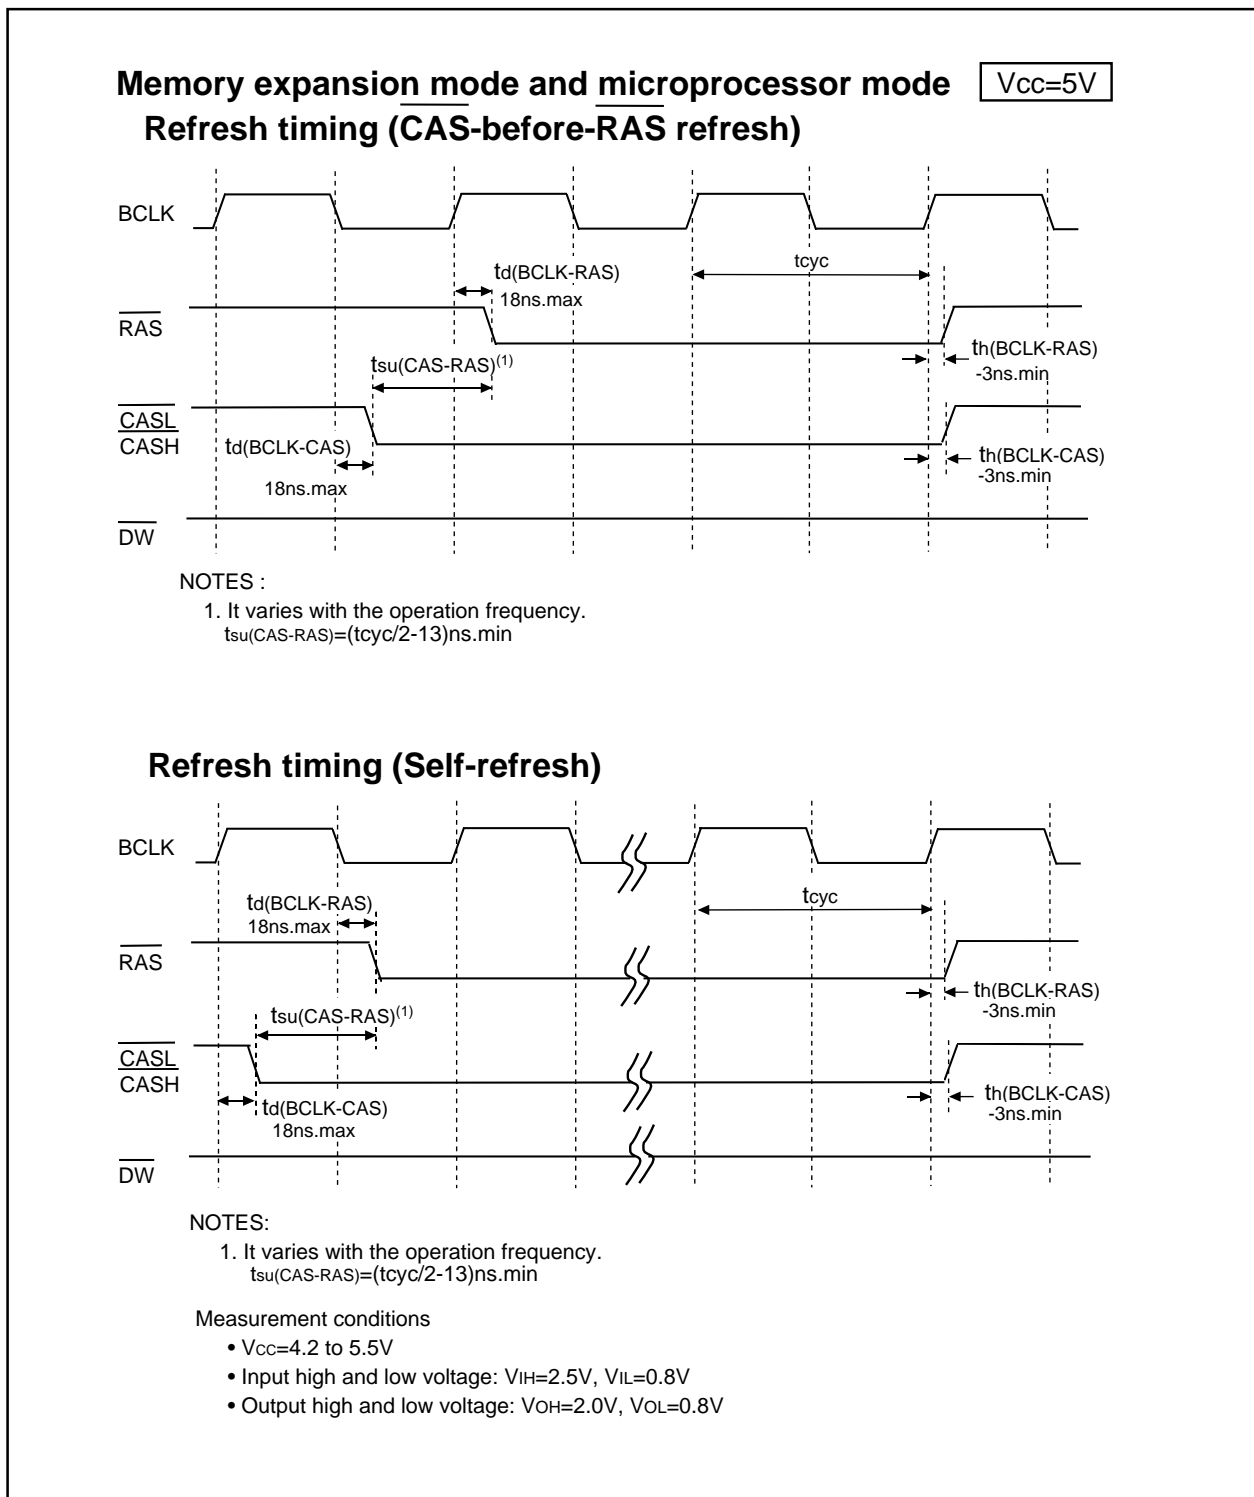 Memory expansion mode and microprocessor mode
Vcc=5V
Refresh timing (CAS-before-RAS refresh)
BCLK
td(BCLK-RAS)
18ns.max
tcyc
RAS
th(BCLK-RAS)
-3ns.min
tsu(CAS-RAS)(1)
CASL
CASH
td(BCLK-CAS)
18ns.max
th(BCLK-CAS)
-3ns.min
DW
NOTES :
1. It varies with the operation frequency.
tsu(CAS-RAS)=(tcyc/2-13)ns.min
Refresh timing (Self-refresh)
BCLK
td(BCLK-RAS)
18ns.max
tcyc
RAS
th(BCLK-RAS)
-3ns.min
tsu(CAS-RAS)(1)
CASL
CASH
td(BCLK-CAS)
18ns.max
th(BCLK-CAS)
-3ns.min
DW
NOTES:
1. It varies with the operation frequency.
tsu(CAS-RAS)=(tcyc/2-13)ns.min
Measurement conditions
• VCC=4.2 to 5.5V
• Input high and low voltage: VIH=2.5V, VIL=0.8V
• Output high and low voltage: VOH=2.0V, VOL=0.8V